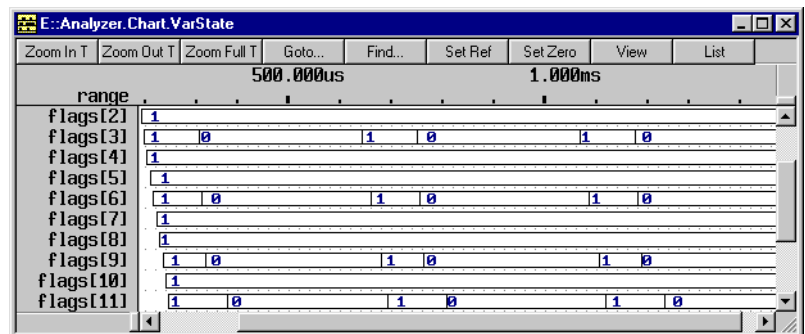 E::Analyzer.Chart.VarState
Zoom In T Zoom Out T Zoom Full T Goto... Find... Set Ref Set Zero View List
500.000us 1.000ms
range
flags[2] 1
flags[3] 1 0 1 0 1 0
flags[4] 1
flags[5] 1
flags[6] 1 0 1 0 1 0
flags[7] 1
flags[8] 1
flags[9] 1 0 1 0 1 0
flags[10] 1
flags[11] 1 0 1 0 1 0